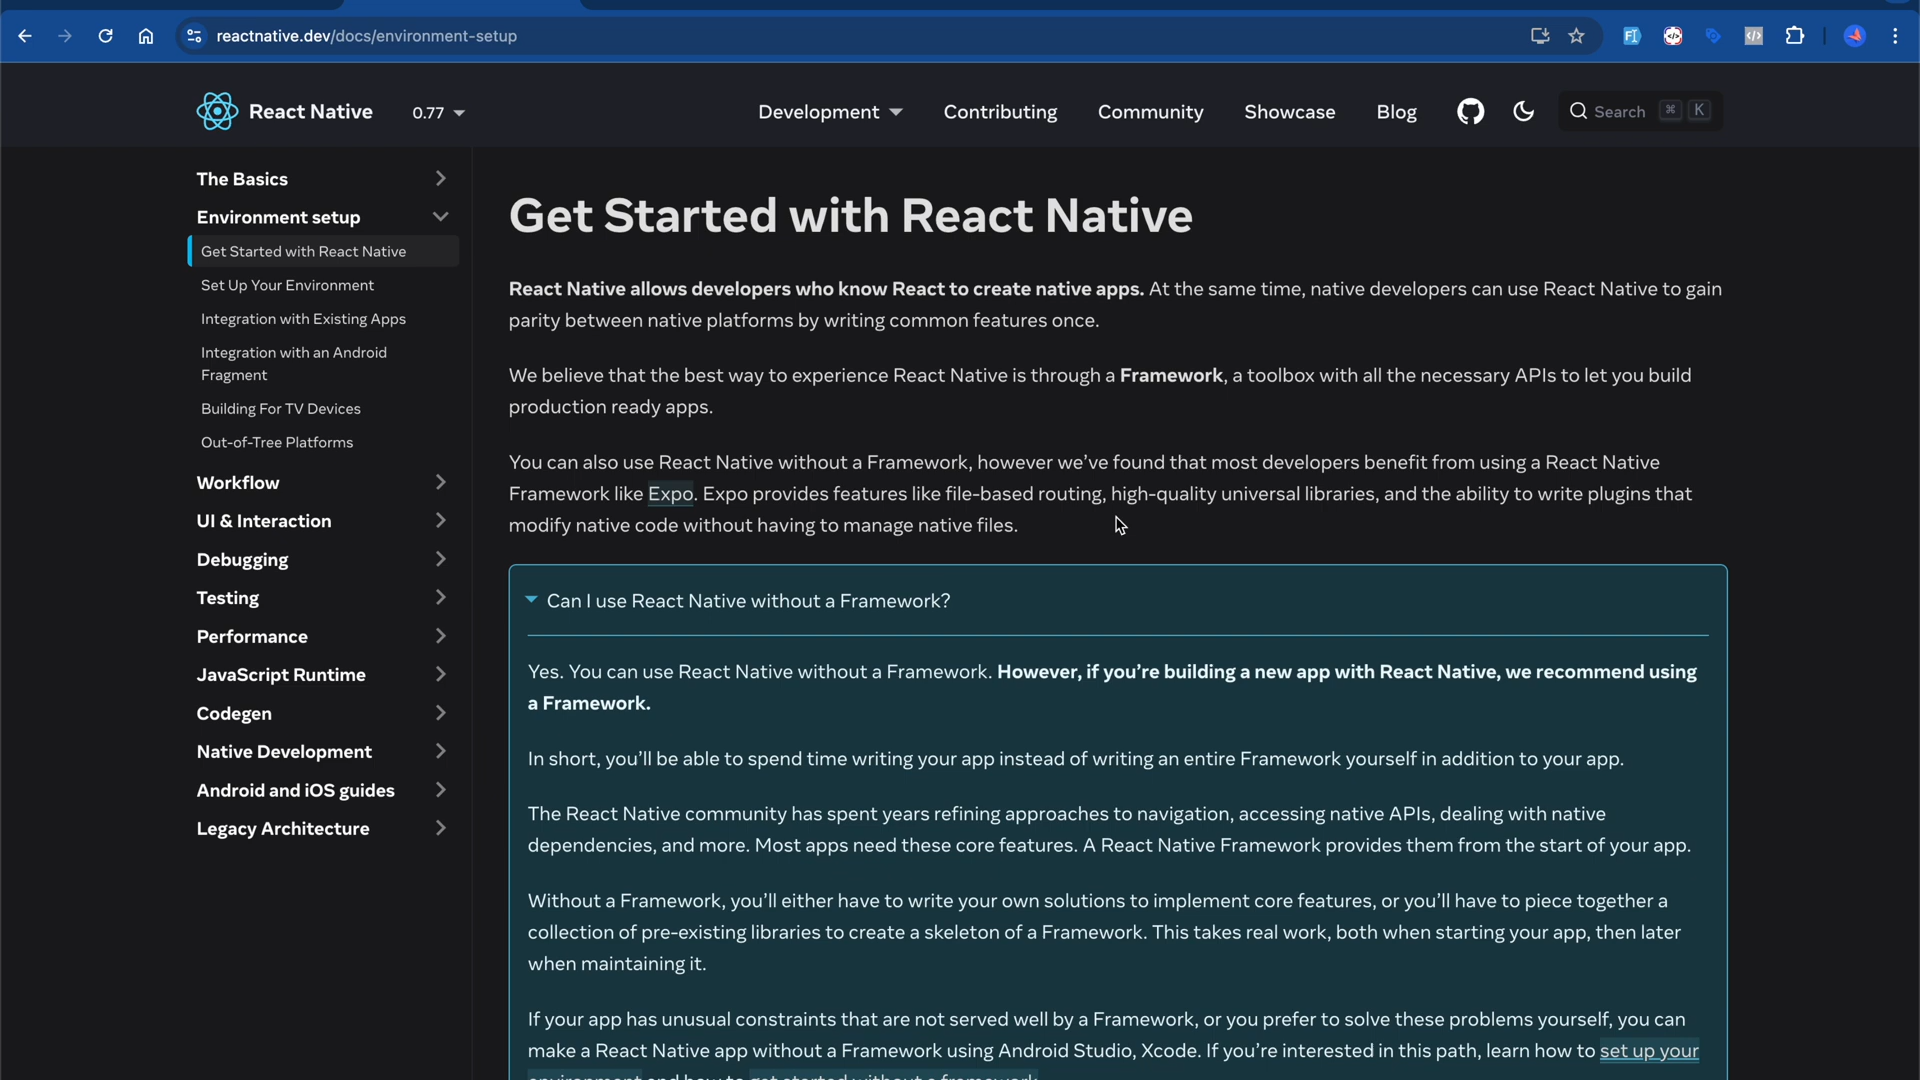 reactnative.dev/docs/environment-setup
React Native
0.77
Development
Contributing
Community
Showcase
Blog
Search ⌘ K
The Basics
Environment setup
Get Started with React Native
Set Up Your Environment
Integration with Existing Apps
Integration with an Android
Fragment
Building For TV Devices
Out-of-Tree Platforms
Workflow
UI & Interaction
Debugging
Testing
Performance
JavaScript Runtime
Codegen
Native Development
Android and iOS guides
Legacy Architecture
Get Started with React Native
React Native allows developers who know React to create native apps. At the same time, native developers can use React Native to gain
parity between native platforms by writing common features once.
We believe that the best way to experience React Native is through a Framework, a toolbox with all the necessary APIs to let you build
production ready apps.
You can also use React Native without a Framework, however we’ve found that most developers benefit from using a React Native
Framework like Expo. Expo provides features like file-based routing, high-quality universal libraries, and the ability to write plugins that
modify native code without having to manage native files.
Can I use React Native without a Framework?
Yes. You can use React Native without a Framework. However, if you’re building a new app with React Native, we recommend using
a Framework.
In short, you’ll be able to spend time writing your app instead of writing an entire Framework yourself in addition to your app.
The React Native community has spent years refining approaches to navigation, accessing native APIs, dealing with native
dependencies, and more. Most apps need these core features. A React Native Framework provides them from the start of your app.
Without a Framework, you’ll either have to write your own solutions to implement core features, or you’ll have to piece together a
collection of pre-existing libraries to create a skeleton of a Framework. This takes real work, both when starting your app, then later
when maintaining it.
If your app has unusual constraints that are not served well by a Framework, or you prefer to solve these problems yourself, you can
make a React Native app without a Framework using Android Studio, Xcode. If you’re interested in this path, learn how to set up your
environment and how to get started without a framework